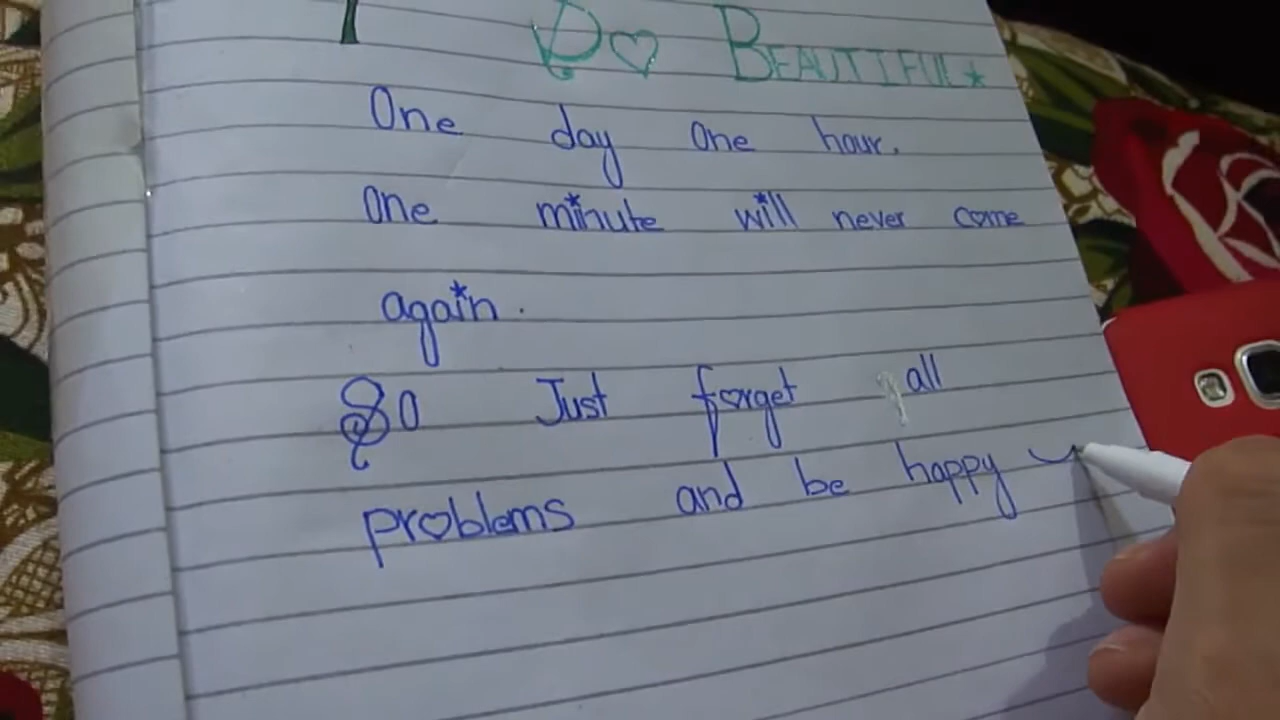 BEAUTIFUL
One day one hour.
One minute will never come
again.
So Just forget all
problems and be happy